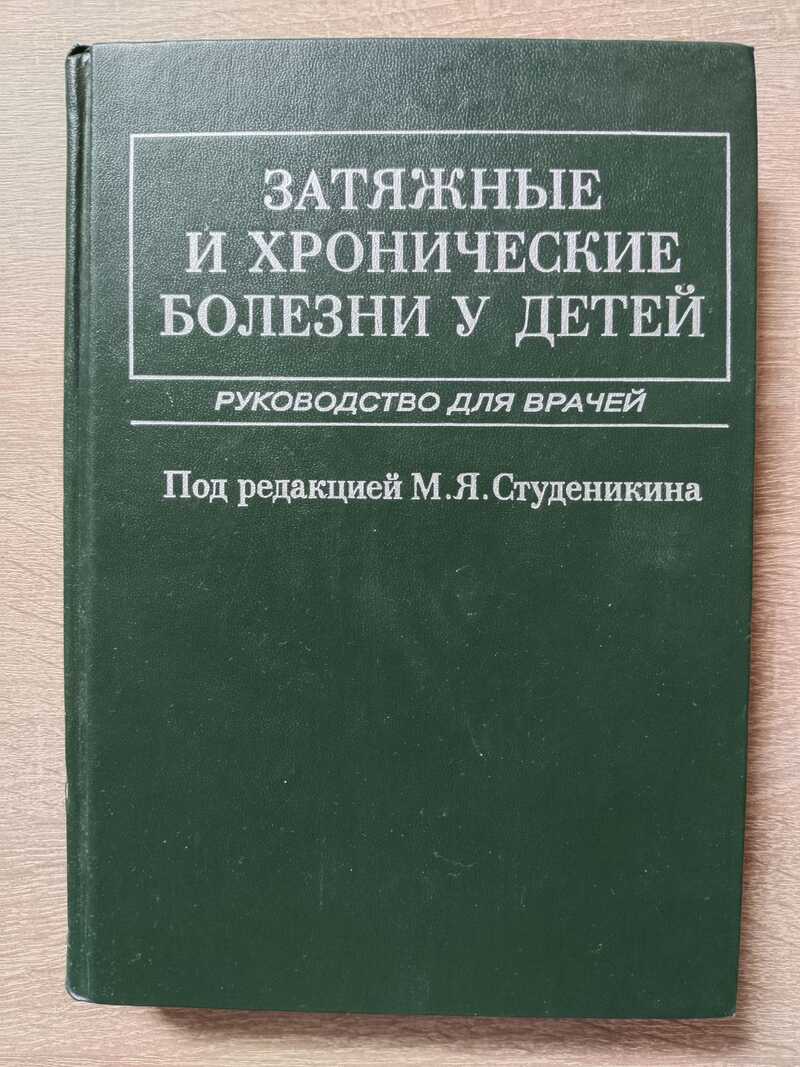 ЗАТЯЖНЫЕ
И ХРОНИЧЕСКИЕ
БОЛЕЗНИ У ДЕТЕЙ
РУКОВОДСТВО ДЛЯ ВРАЧЕЙ
Под редакцией М.Я.Студеникина